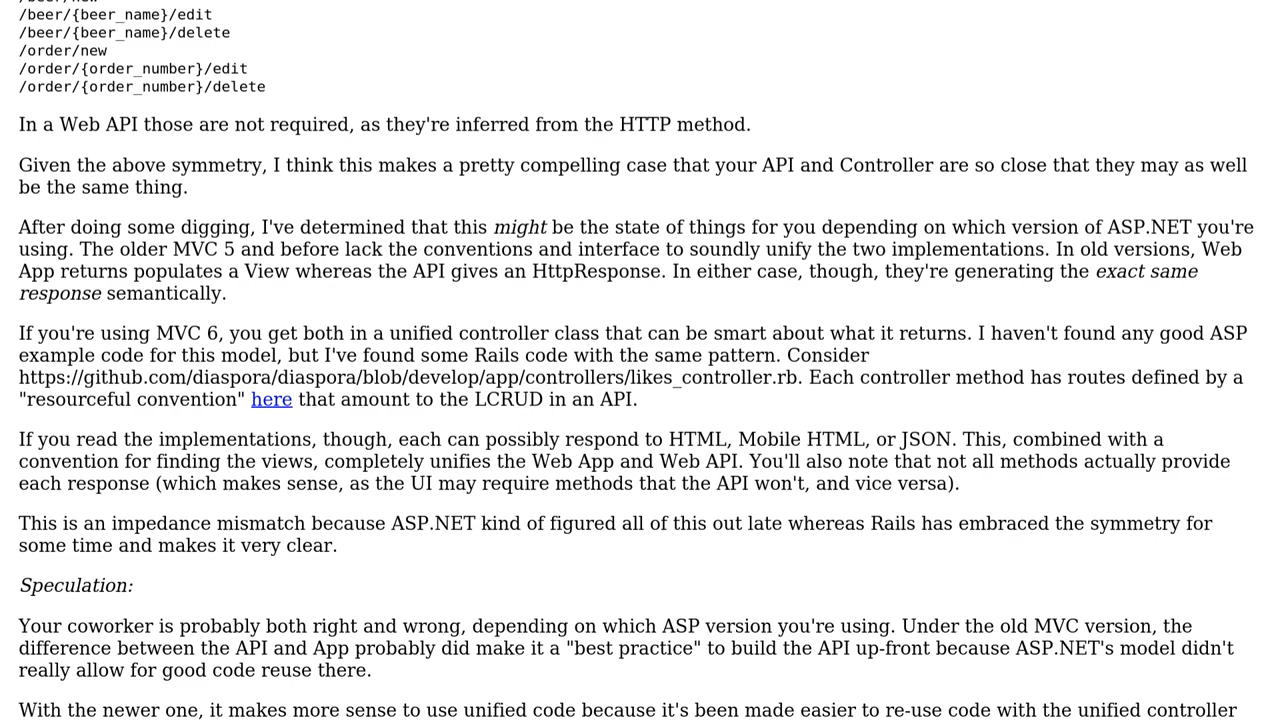 /beer/{beer_name}/edit
/beer/{beer_name}/delete
/order/new
/order/{order_number}/edit
/order/{order_number}/delete
In a Web API those are not required, as they're inferred from the HTTP method.
Given the above symmetry, I think this makes a pretty compelling case that your API and Controller are so close that they may as well
be the same thing.
After doing some digging, I've determined that this might be the state of things for you depending on which version of ASP.NET you're
using. The older MVC 5 and before lack the conventions and interface to soundly unify the two implementations. In old versions, Web
App returns populates a View whereas the API gives an HttpResponse. In either case, though, they're generating the exact same
response semantically.
If you're using MVC 6, you get both in a unified controller class that can be smart about what it returns. I haven't found any good ASP
example code for this model, but I've found some Rails code with the same pattern. Consider
https://github.com/diaspora/diaspora/blob/develop/app/controllers/likes_controller.rb. Each controller method has routes defined by a
"resourceful convention" here that amount to the LCRUD in an API.
If you read the implementations, though, each can possibly respond to HTML, Mobile HTML, or JSON. This, combined with a
convention for finding the views, completely unifies the Web App and Web API. You'll also note that not all methods actually provide
each response (which makes sense, as the UI may require methods that the API won't, and vice versa).
This is an impedance mismatch because ASP.NET kind of figured all of this out late whereas Rails has embraced the symmetry for
some time and makes it very clear.
Speculation:
Your coworker is probably both right and wrong, depending on which ASP version you're using. Under the old MVC version, the
difference between the API and App probably did make it a "best practice" to build the API up-front because ASP.NET's model didn't
really allow for good code reuse there.
With the newer one, it makes more sense to use unified code because it's been made easier to re-use code with the unified controller